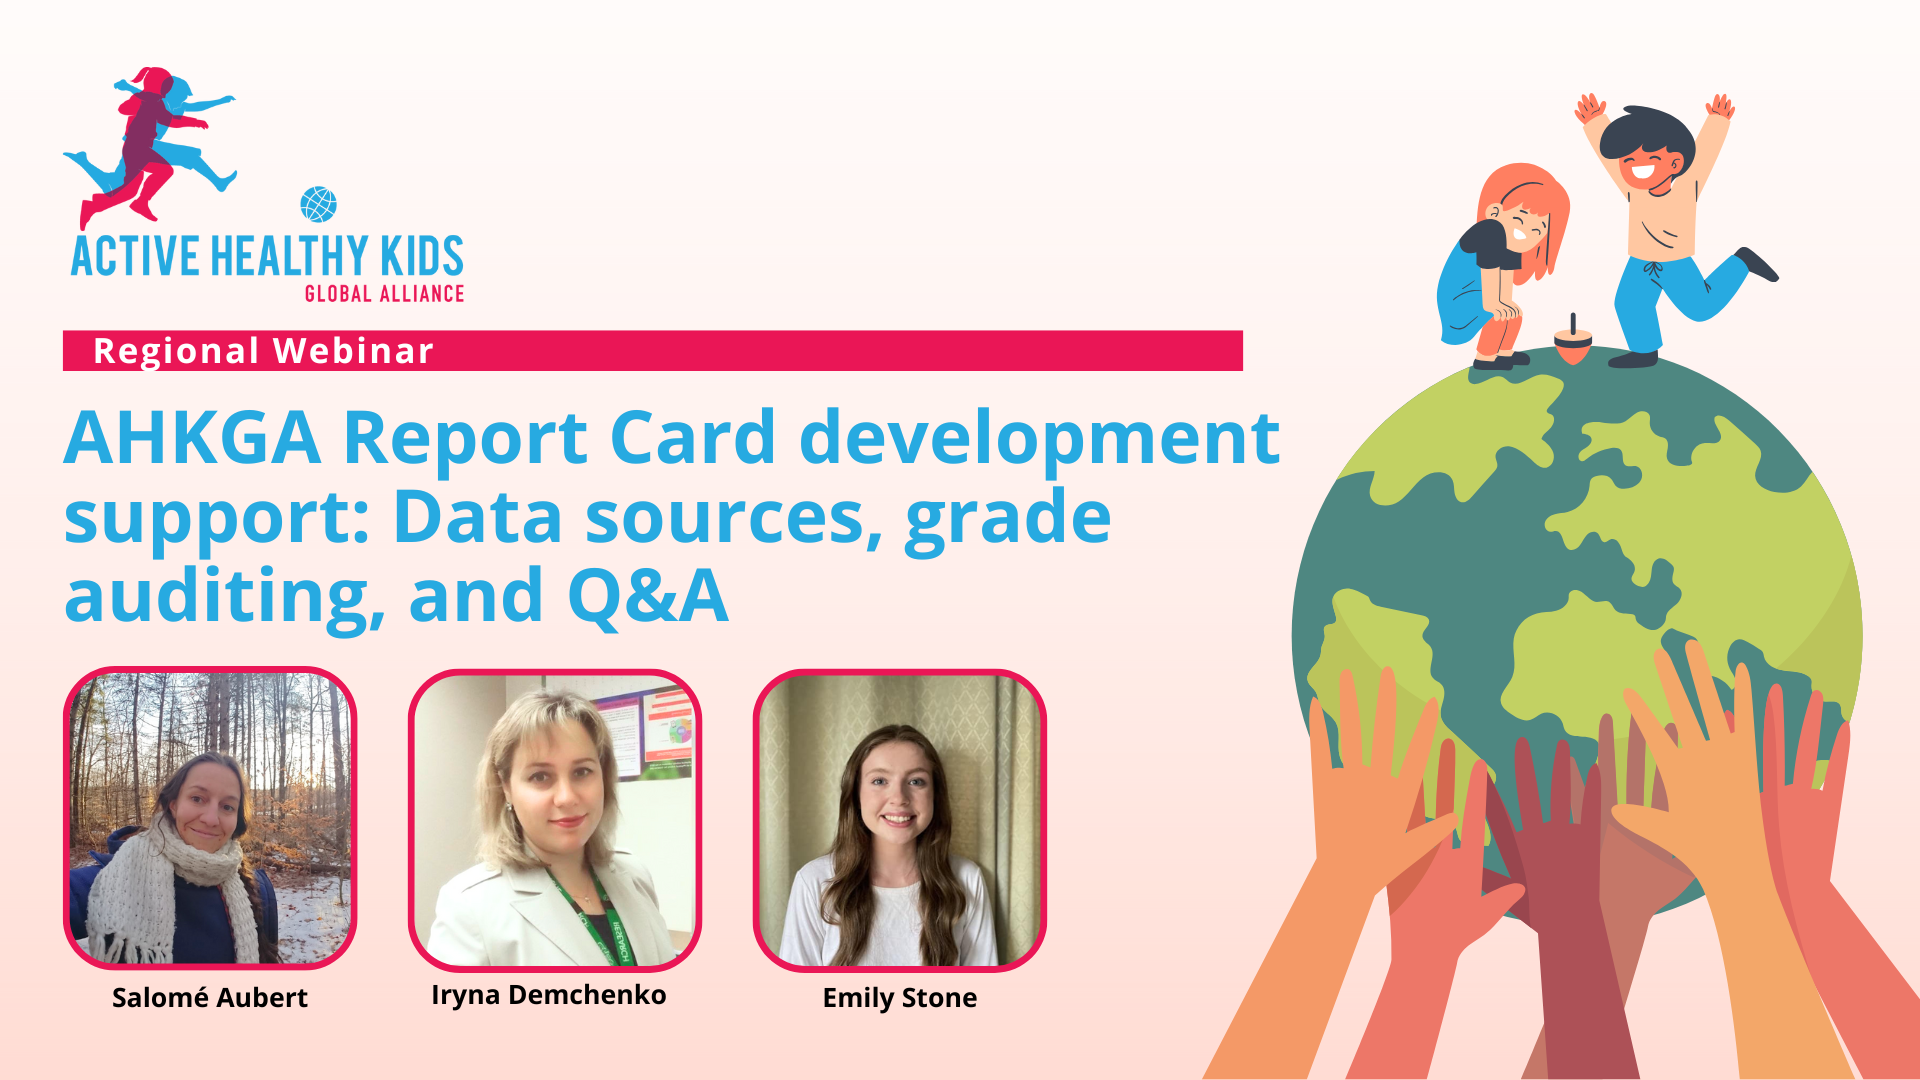 ACTIVE HEALTHY KIDS
GLOBAL ALLIANCE
Regional Webinar
AHKGA Report Card development
support: Data sources, grade
auditing, and Q&A
RESEARCH
Salomé Aubert
Iryna Demchenko
Emily Stone